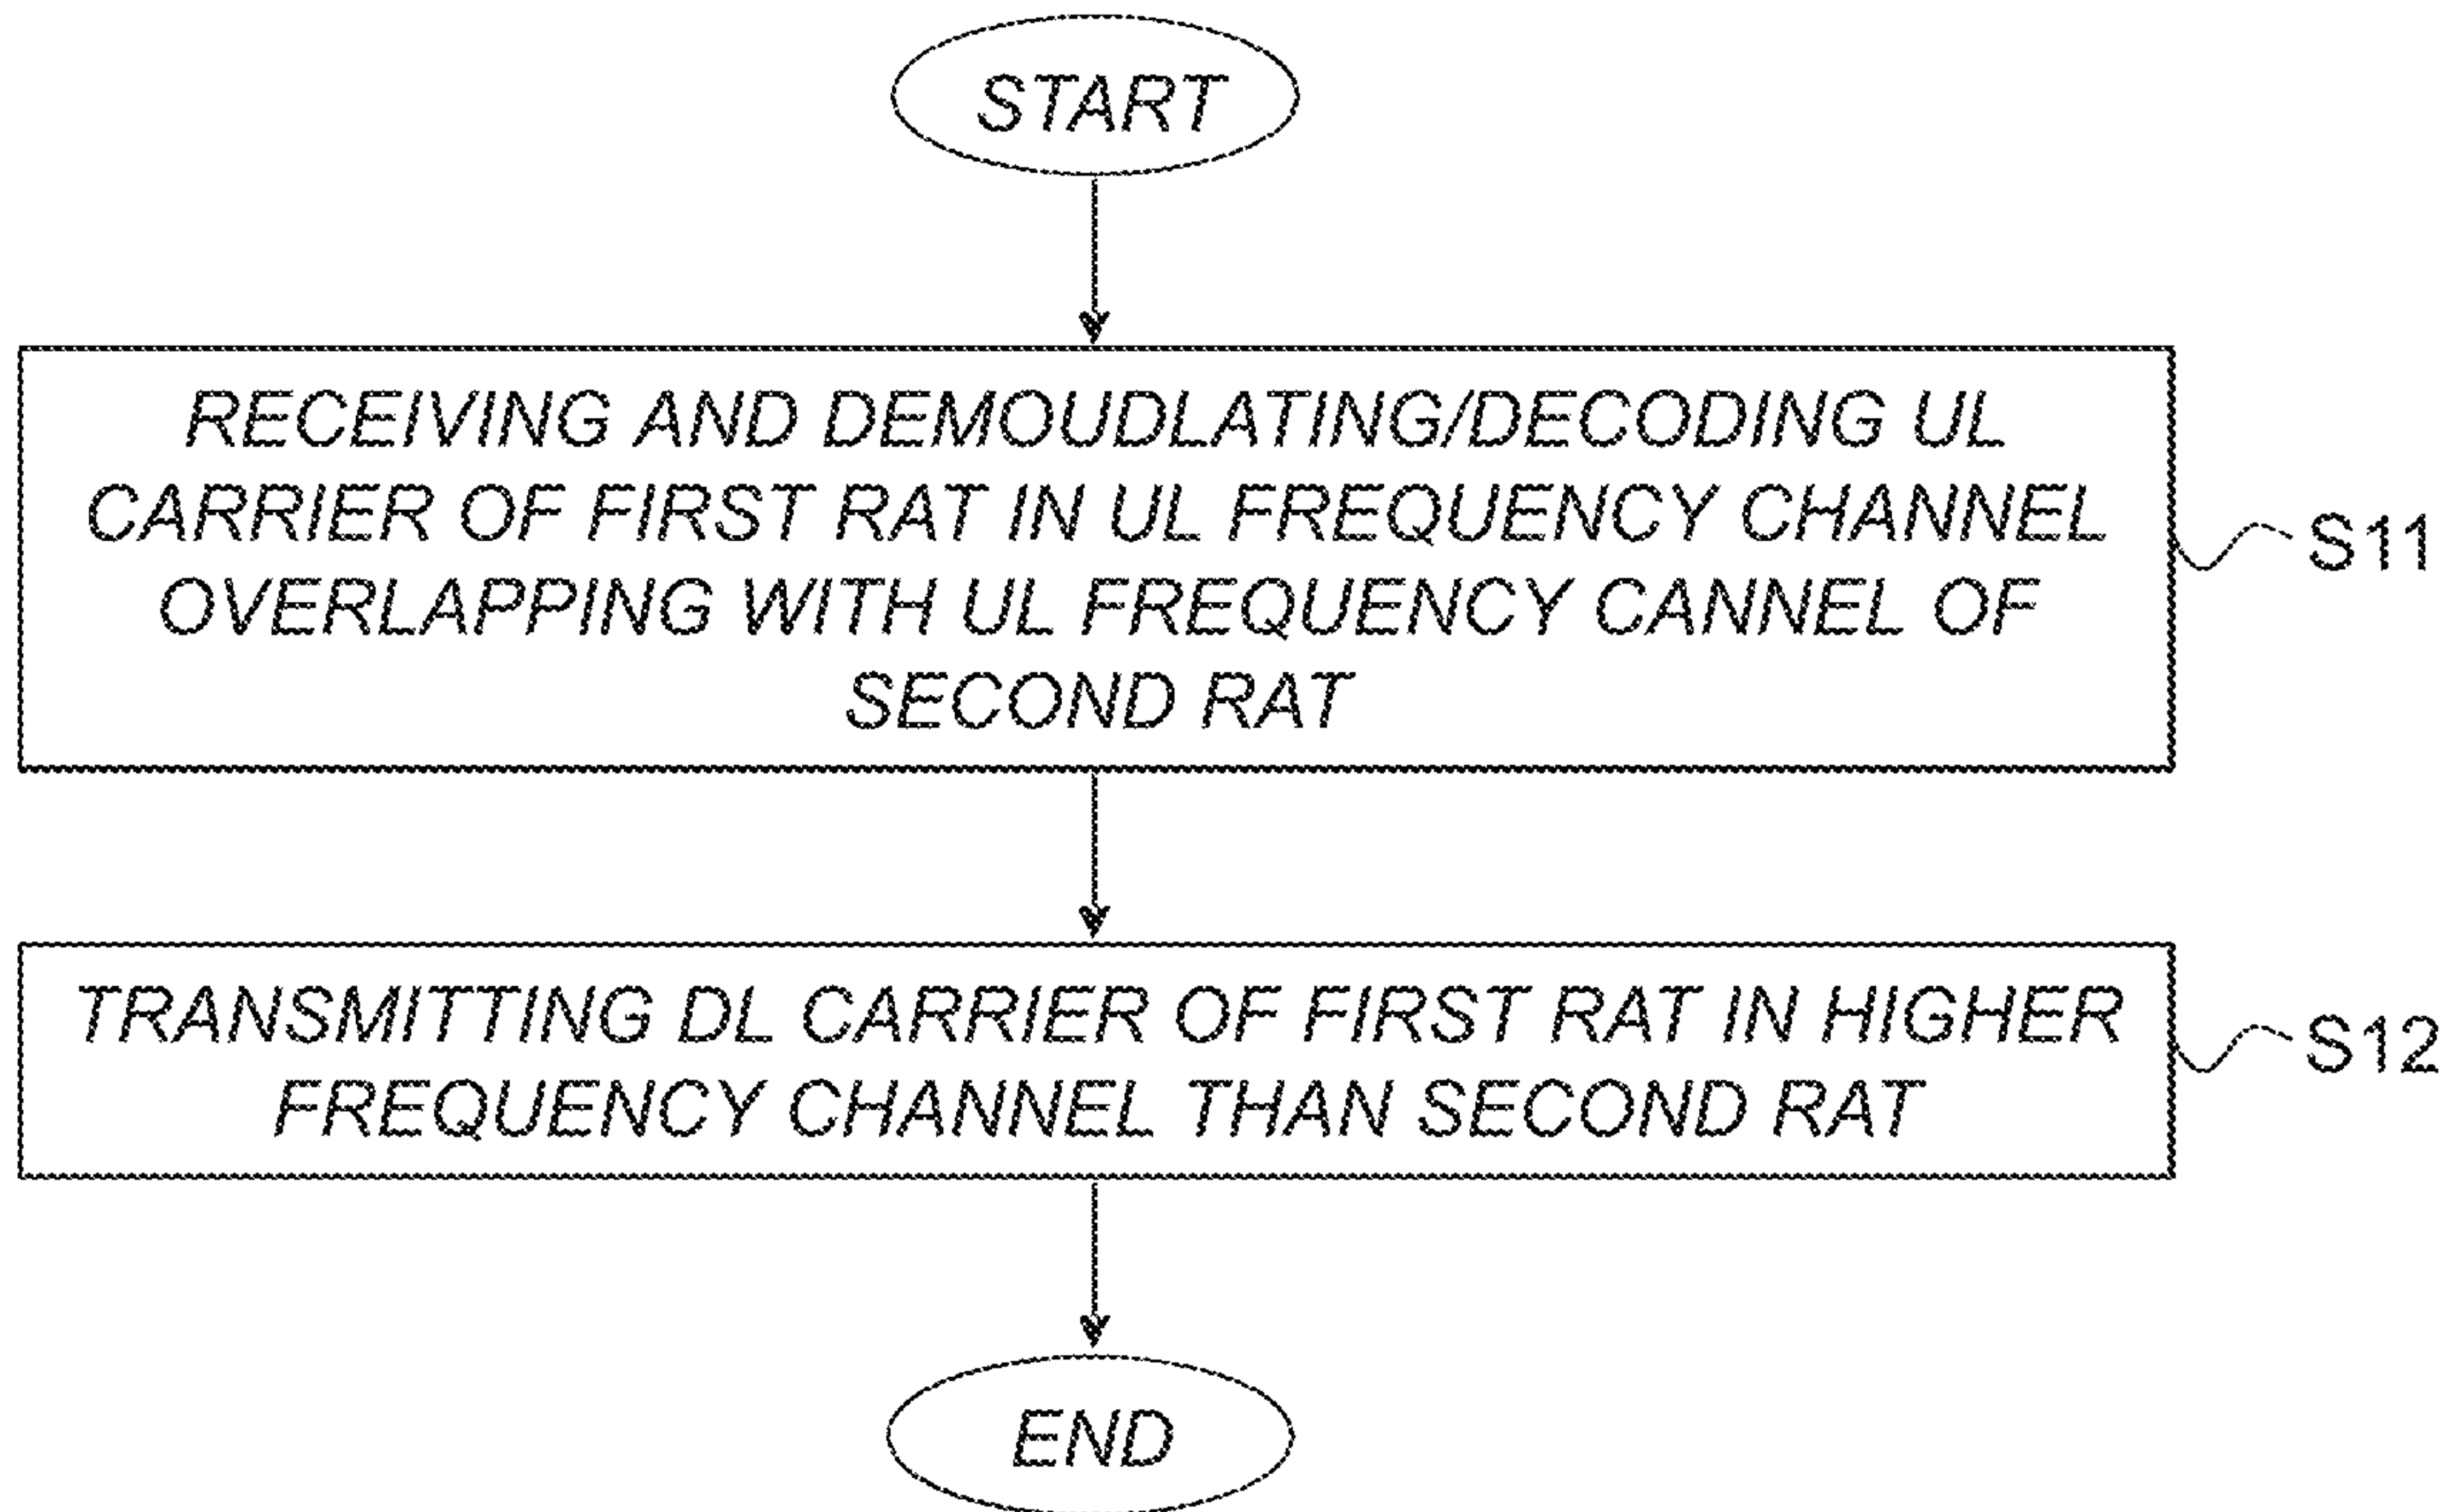 START
RECEIVING AND DEMOUDLATING/DECODING UL
CARRIER OF FIRST RAT IN UL FREQUENCY CHANNEL
OVERLAPPING WITH UL FREQUENCY CANNEL OF
SECOND RAT
S11
TRANSMITTING DL CARRIER OF FIRST RAT IN HIGHER
FREQUENCY CHANNEL THAN SECOND RAT
S12
END